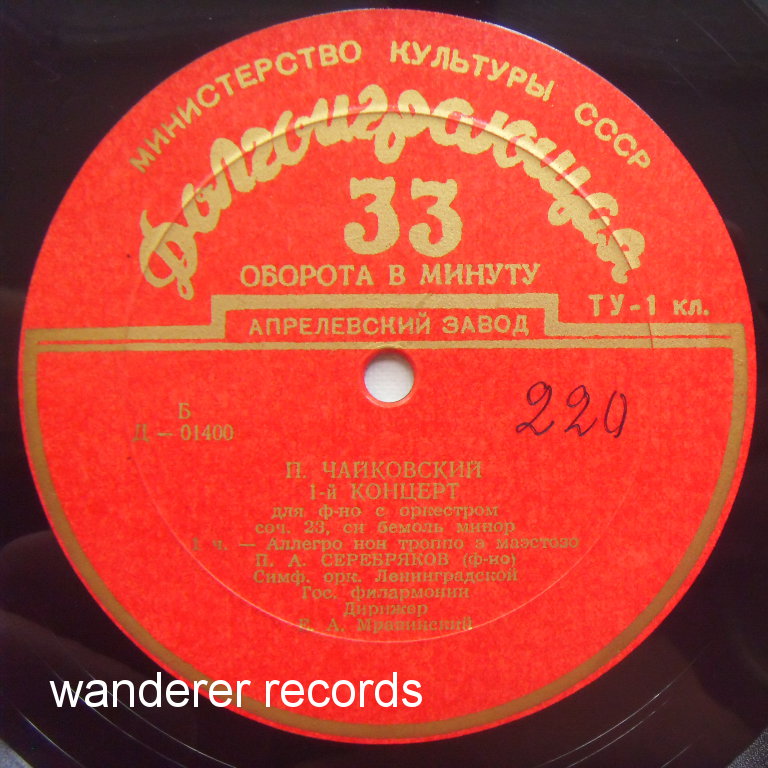 МИНИСТЕРСТВО КУЛЬТУРЫ СССР
Долгоиграющая
33
ОБОРОТА В МИНУТУ
ТУ-1 кл.
АПРЕЛЕВСКИЙ ЗАВОД
Б
Д — 01400
220
П. ЧАЙКОВСКИЙ
1-й КОНЦЕРТ
для ф-но с оркестром
соч. 23, си бемоль минор
1 ч. — Аллегро нон троппо э маэстозо
П. А. СЕРЕБРЯКОВ (ф-но)
Симф. орк. Ленинградской
Гос. филармонии
Дирижер
Е. А. Мравинский
wanderer records